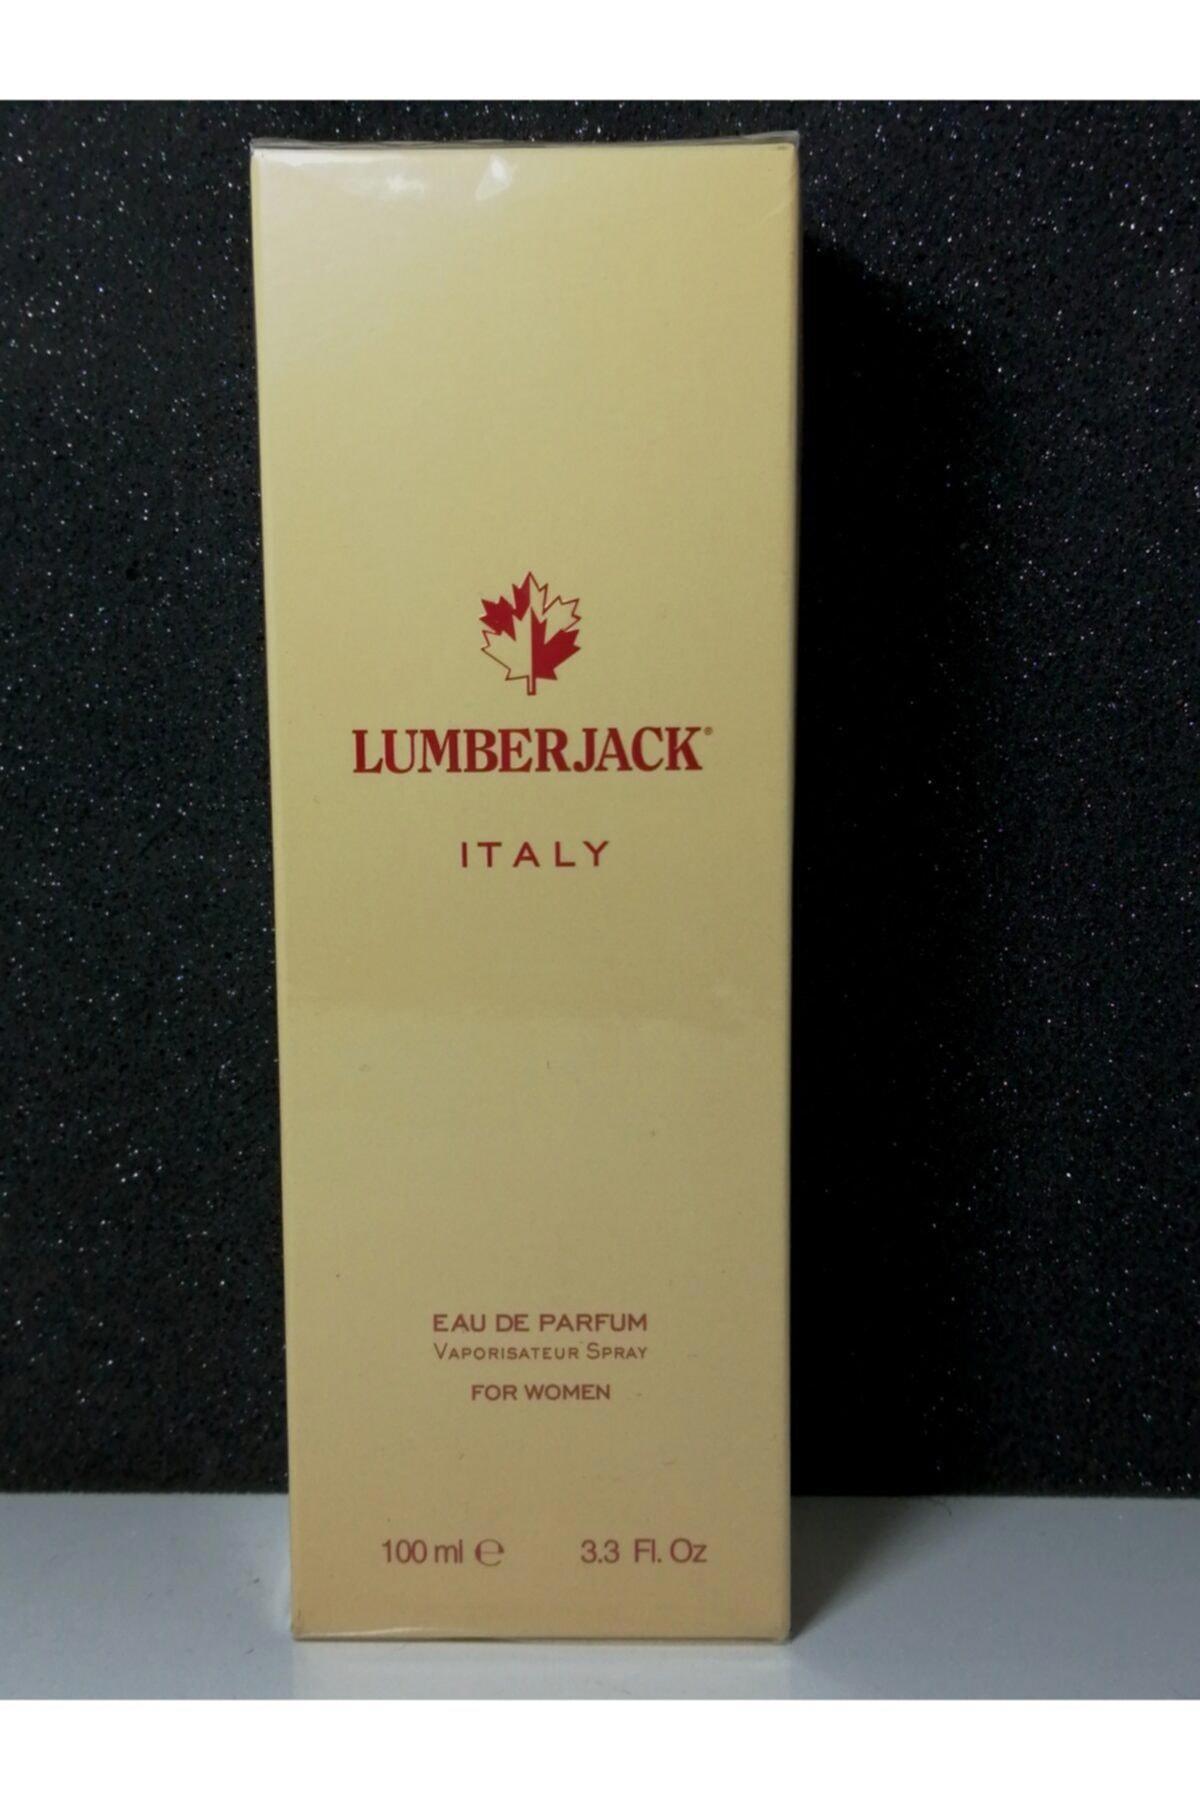 LUMBERJACK®
ITALY
EAU DE PARFUM
VAPORISATEUR SPRAY
FOR WOMEN
100 ml ℮ 3.3 Fl. Oz